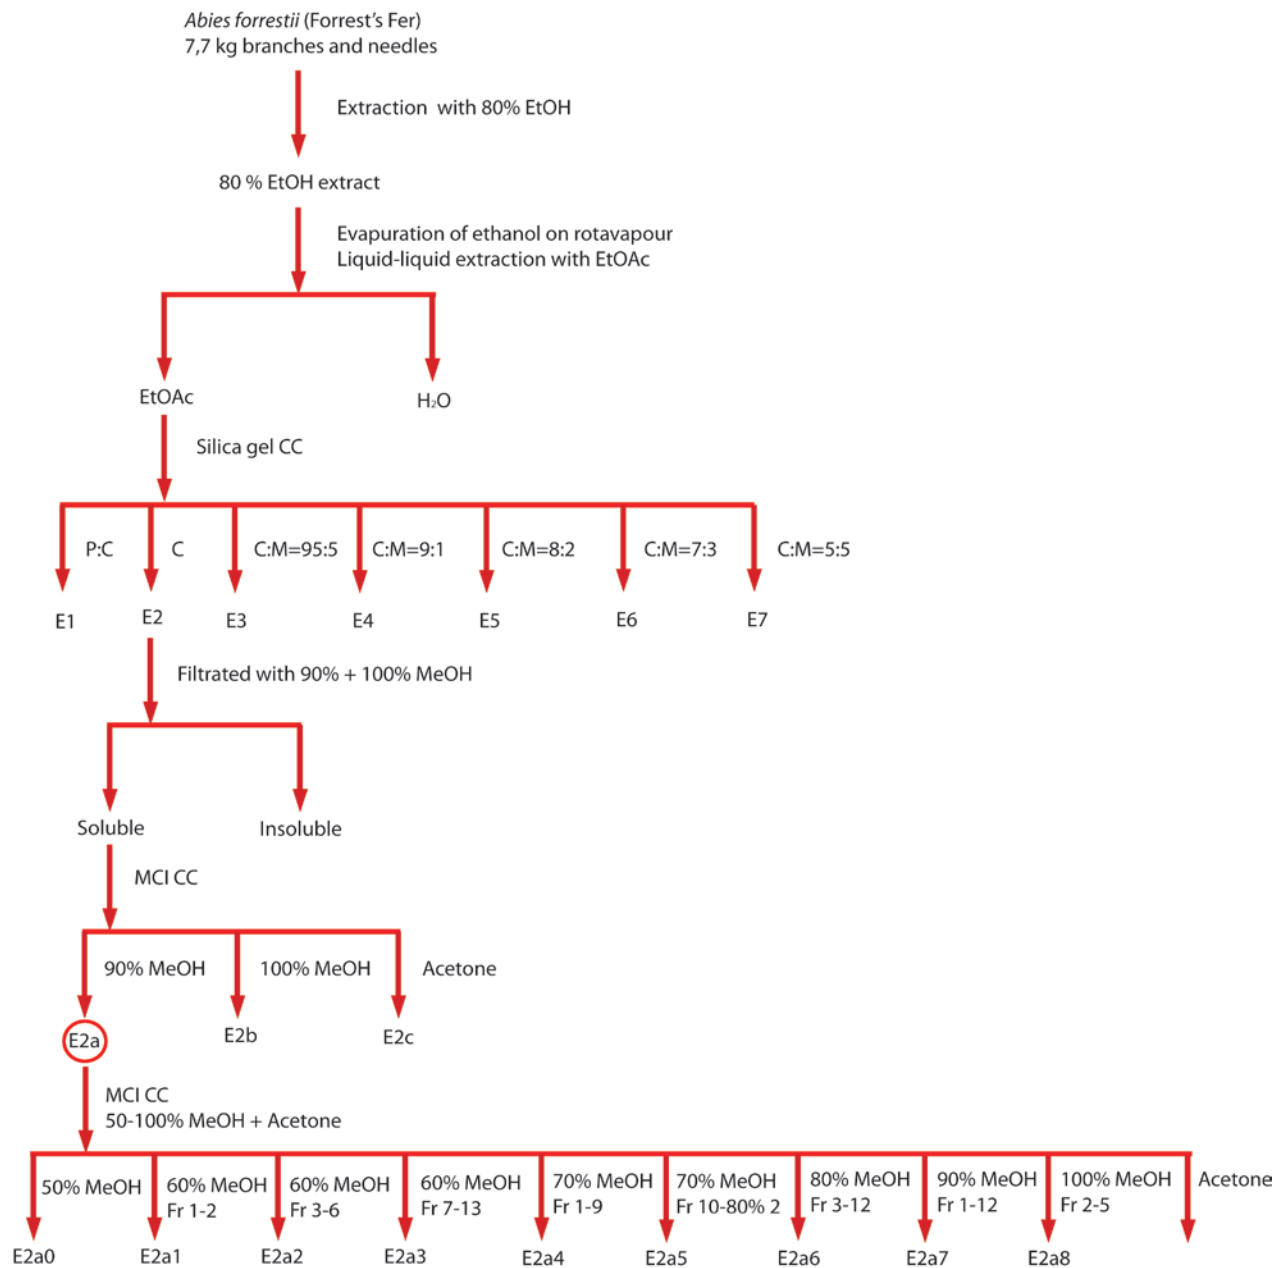 Abies forrestii (Forrest's Fer)
7,7 kg branches and needles
Extraction with 80% EtOH
80 % EtOH extract
Evapuration of ethanol on rotavapour
Liquid-liquid extraction with EtOAc
EtOAc
H₂O
Silica gel CC
P:C
C
C:M=95:5
C:M=9:1
C:M=8:2
C:M=7:3
C:M=5:5
E1
E2
E3
E4
E5
E6
E7
Filtrated with 90% + 100% MeOH
Soluble
Insoluble
MCI CC
90% MeOH
100% MeOH
Acetone
E2a
E2b
E2c
MCI CC
50-100% MeOH + Acetone
50% MeOH
60% MeOH
Fr 1-2
60% MeOH
Fr 3-6
60% MeOH
Fr 7-13
70% MeOH
Fr 1-9
70% MeOH
Fr 10-80% 2
80% MeOH
Fr 3-12
90% MeOH
Fr 1-12
100% MeOH
Fr 2-5
Acetone
E2a0
E2a1
E2a2
E2a3
E2a4
E2a5
E2a6
E2a7
E2a8